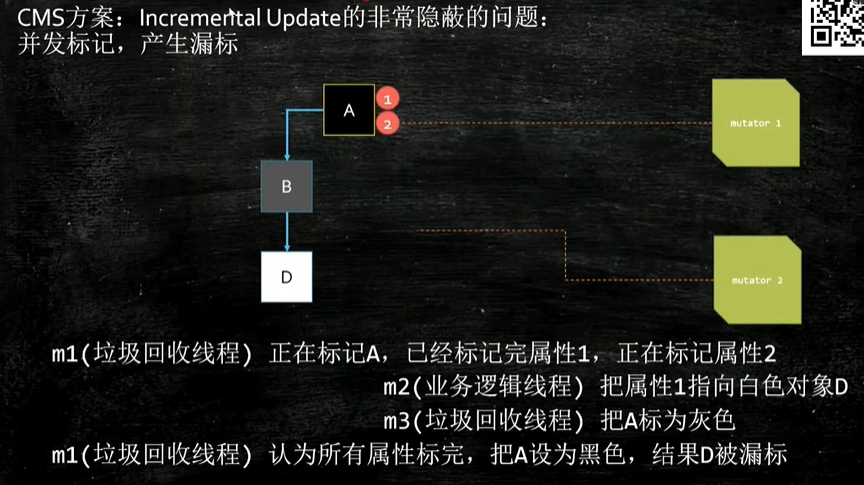 CMS方案：Incremental Update的非常隐蔽的问题：
并发标记，产生漏标
A
1
2
mutator 1
B
D
mutator 2
m1(垃圾回收线程) 正在标记A，已经标记完属性1，正在标记属性2
m2(业务逻辑线程) 把属性1指向白色对象D
m3(垃圾回收线程) 把A标为灰色
m1(垃圾回收线程) 认为所有属性标完，把A设为黑色，结果D被漏标